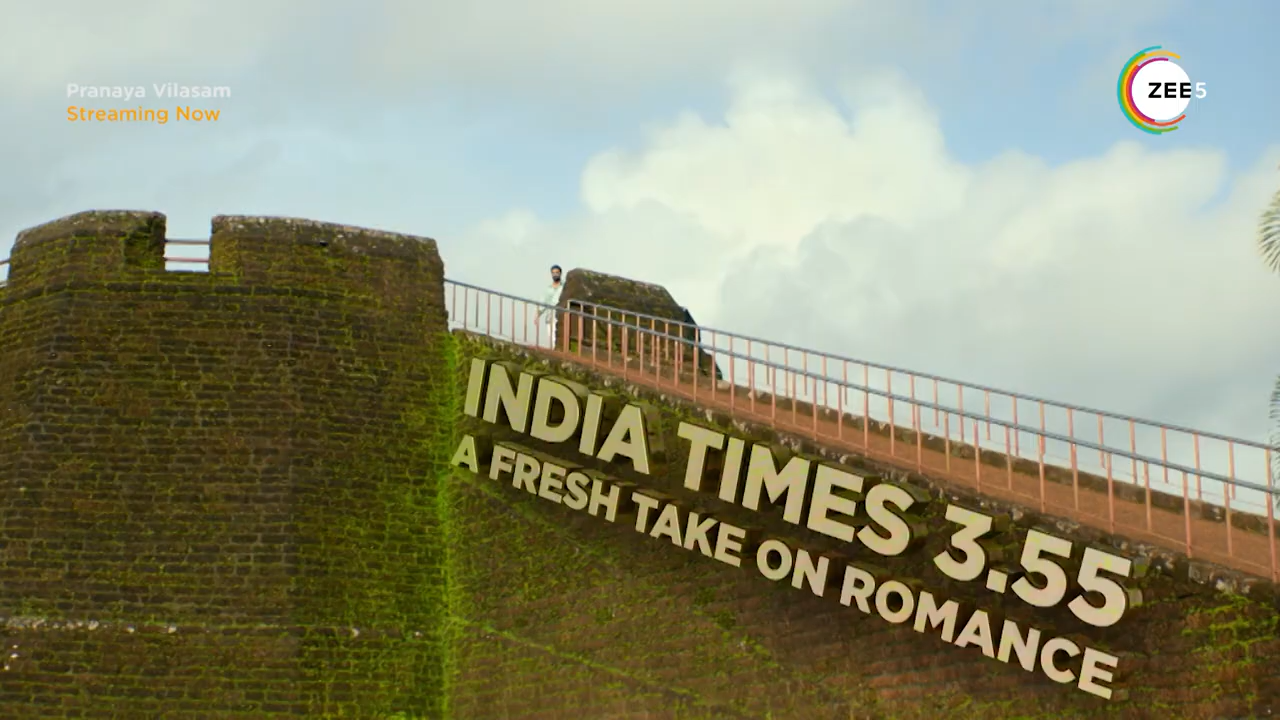 Pranaya Vilasam
Streaming Now
ZEE5
INDIA TIMES 3.55
A FRESH TAKE ON ROMANCE